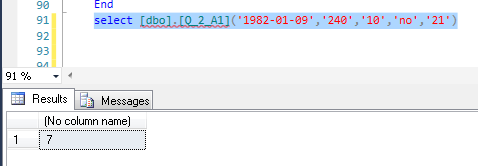 90
End
91
select [dbo].[Q_2_A1]('1982-01-09','240','10','no','21')
92
93
94
91 %
Results
Messages
(No column name)
1
7